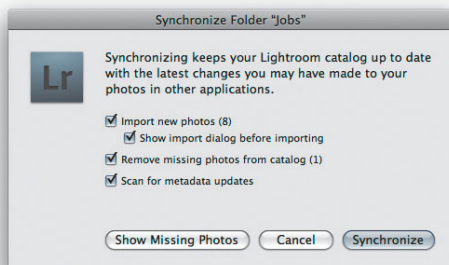 Synchronize Folder “Jobs”
Lr
Synchronizing keeps your Lightroom catalog up to date
with the latest changes you may have made to your
photos in other applications.
Import new photos (8)
Show import dialog before importing
Remove missing photos from catalog (1)
Scan for metadata updates
Show Missing Photos Cancel Synchronize